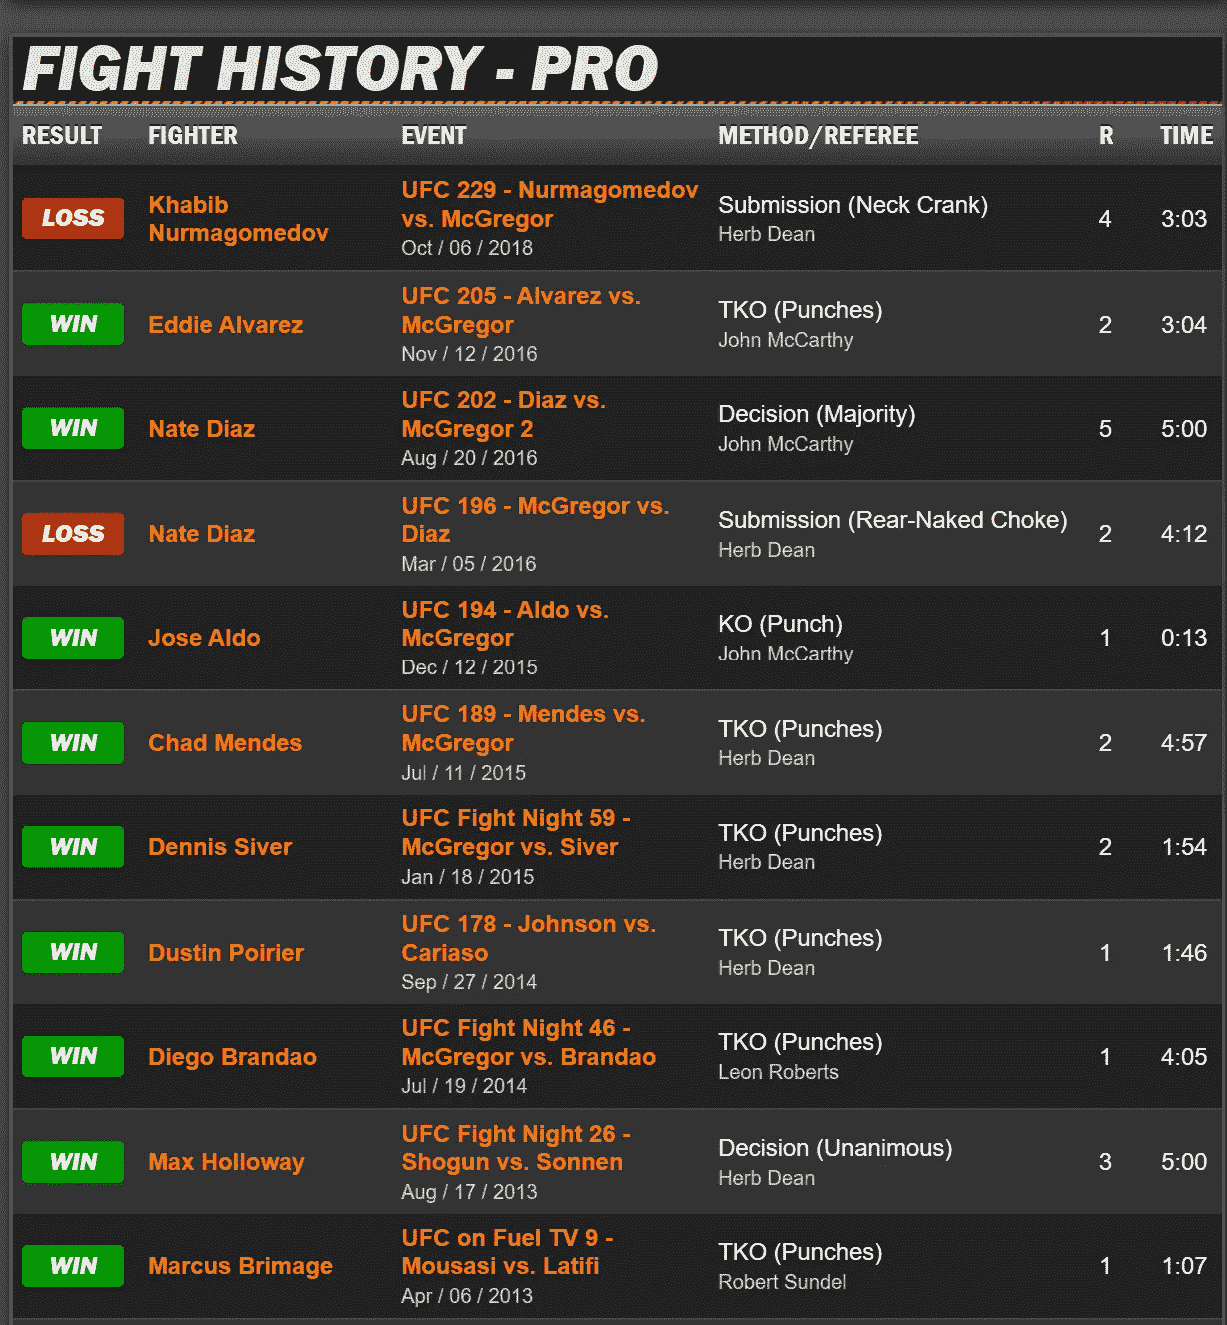 FIGHT HISTORY - PRO
RESULT FIGHTER EVENT METHOD/REFEREE R TIME
LOSS
Khabib
Nurmagomedov
UFC 229 - Nurmagomedov
vs. McGregor
Oct / 06 / 2018
Submission (Neck Crank)
Herb Dean
4
3:03
WIN
Eddie Alvarez
UFC 205 - Alvarez vs.
McGregor
Nov / 12 / 2016
TKO (Punches)
John McCarthy
2
3:04
WIN
Nate Diaz
UFC 202 - Diaz vs.
McGregor 2
Aug / 20 / 2016
Decision (Majority)
John McCarthy
5
5:00
LOSS
Nate Diaz
UFC 196 - McGregor vs.
Diaz
Mar / 05 / 2016
Submission (Rear-Naked Choke)
Herb Dean
2
4:12
WIN
Jose Aldo
UFC 194 - Aldo vs.
McGregor
Dec / 12 / 2015
KO (Punch)
John McCarthy
1
0:13
WIN
Chad Mendes
UFC 189 - Mendes vs.
McGregor
Jul / 11 / 2015
TKO (Punches)
Herb Dean
2
4:57
WIN
Dennis Siver
UFC Fight Night 59 -
McGregor vs. Siver
Jan / 18 / 2015
TKO (Punches)
Herb Dean
2
1:54
WIN
Dustin Poirier
UFC 178 - Johnson vs.
Cariaso
Sep / 27 / 2014
TKO (Punches)
Herb Dean
1
1:46
WIN
Diego Brandao
UFC Fight Night 46 -
McGregor vs. Brandao
Jul / 19 / 2014
TKO (Punches)
Leon Roberts
1
4:05
WIN
Max Holloway
UFC Fight Night 26 -
Shogun vs. Sonnen
Aug / 17 / 2013
Decision (Unanimous)
Herb Dean
3
5:00
WIN
Marcus Brimage
UFC on Fuel TV 9 -
Mousasi vs. Latifi
Apr / 06 / 2013
TKO (Punches)
Robert Sundel
1
1:07